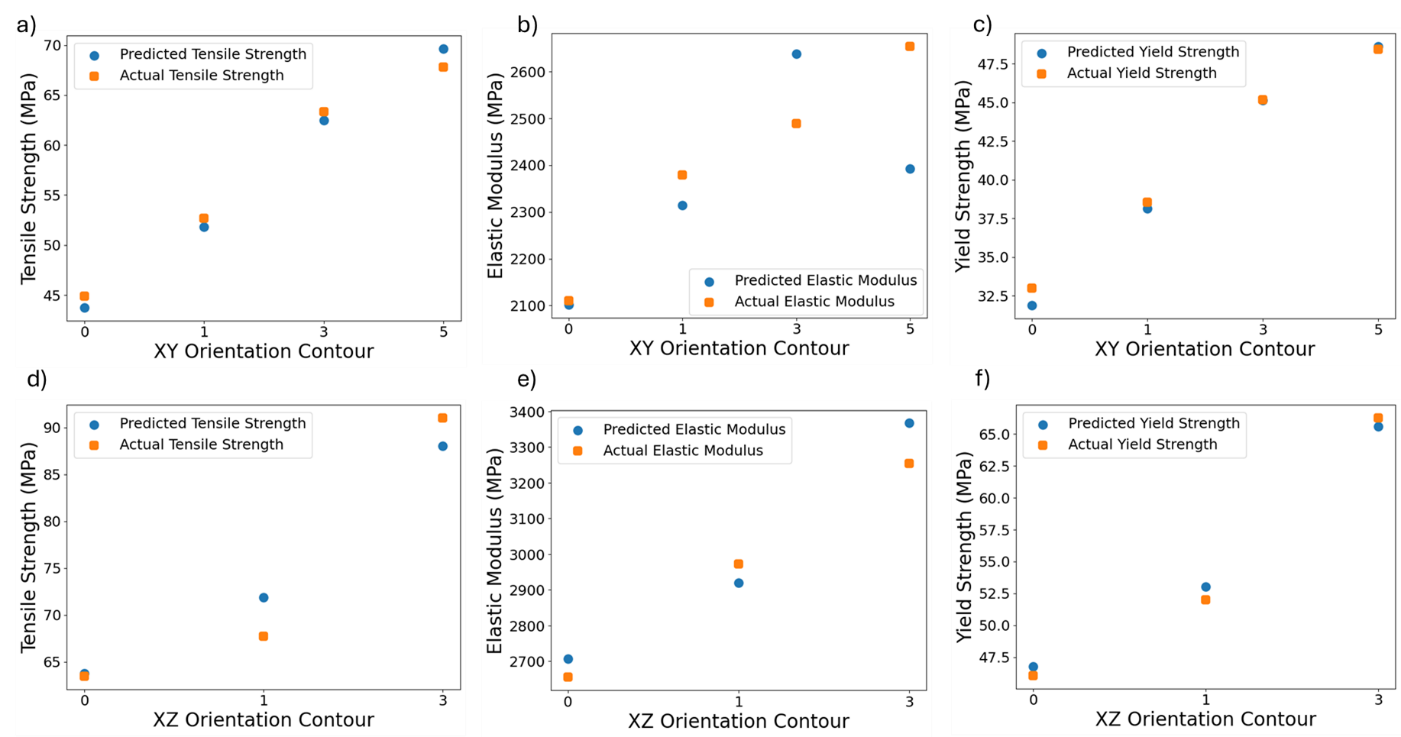 a)
Tensile Strength (MPa)
70
65
60
55
50
45
Predicted Tensile Strength
Actual Tensile Strength
0 1 3 5
XY Orientation Contour
b)
Elastic Modulus (MPa)
2600
2500
2400
2300
2200
2100
Predicted Elastic Modulus
Actual Elastic Modulus
0 1 3 5
XY Orientation Contour
c)
Yield Strength (MPa)
47.5
45.0
42.5
40.0
37.5
35.0
32.5
Predicted Yield Strength
Actual Yield Strength
0 1 3 5
XY Orientation Contour
d)
Tensile Strength (MPa)
90
85
80
75
70
65
Predicted Tensile Strength
Actual Tensile Strength
0 1 3
XZ Orientation Contour
e)
Elastic Modulus (MPa)
3400
3300
3200
3100
3000
2900
2800
2700
Predicted Elastic Modulus
Actual Elastic Modulus
0 1 3
XZ Orientation Contour
f)
Yield Strength (MPa)
65.0
62.5
60.0
57.5
55.0
52.5
50.0
47.5
Predicted Yield Strength
Actual Yield Strength
0 1 3
XZ Orientation Contour